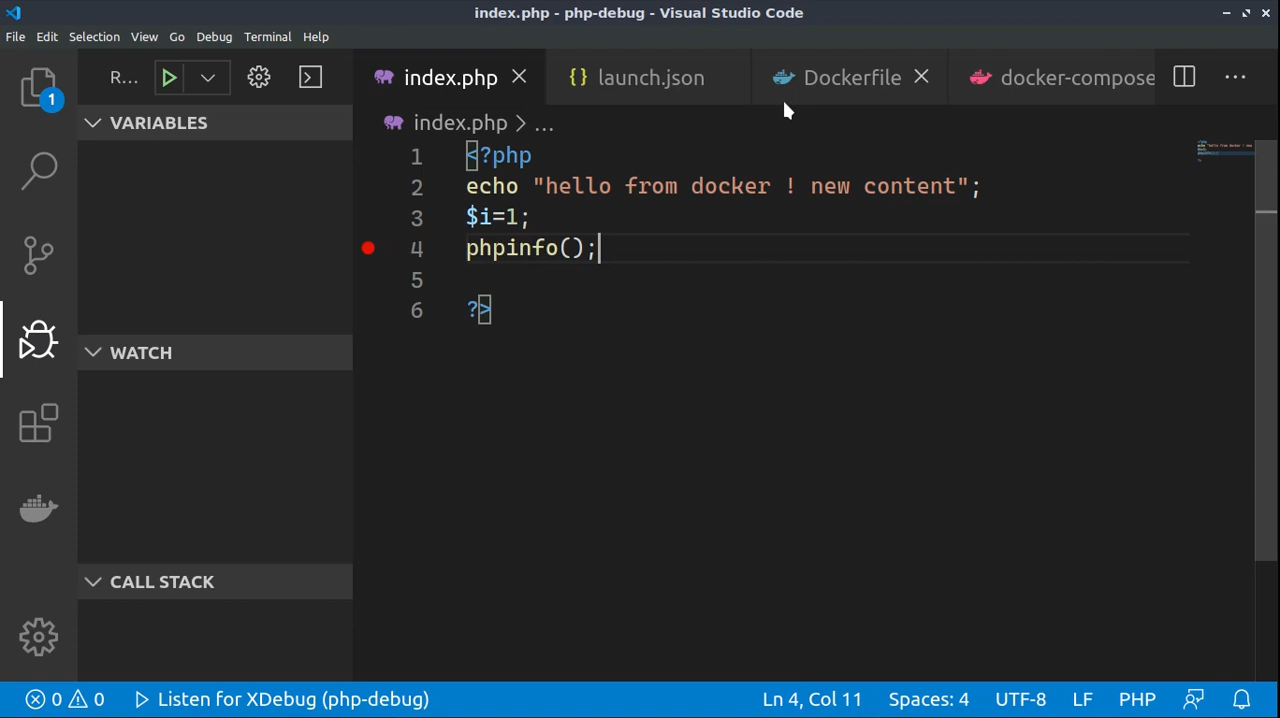 index.php - php-debug - Visual Studio Code
File Edit Selection View Go Debug Terminal Help
1
R...
index.php
launch.json
Dockerfile
docker-compose
VARIABLES
index.php > ...
1 <?php
2 echo "hello from docker ! new content";
3 $i=1;
4 phpinfo();
5
6 ?>
WATCH
CALL STACK
0 0 Listen for XDebug (php-debug) Ln 4, Col 11 Spaces: 4 UTF-8 LF PHP